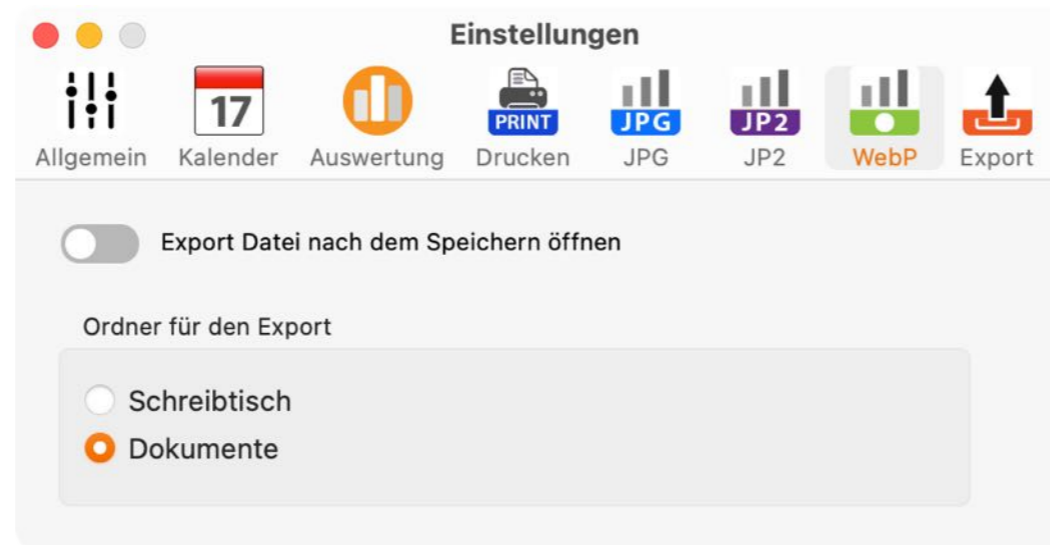 Einstellungen
17
PRINT
JPG
JP2
Allgemein Kalender Auswertung Drucken JPG JP2 WebP Export
Export Datei nach dem Speichern öffnen
Ordner für den Export
Schreibtisch
Dokumente